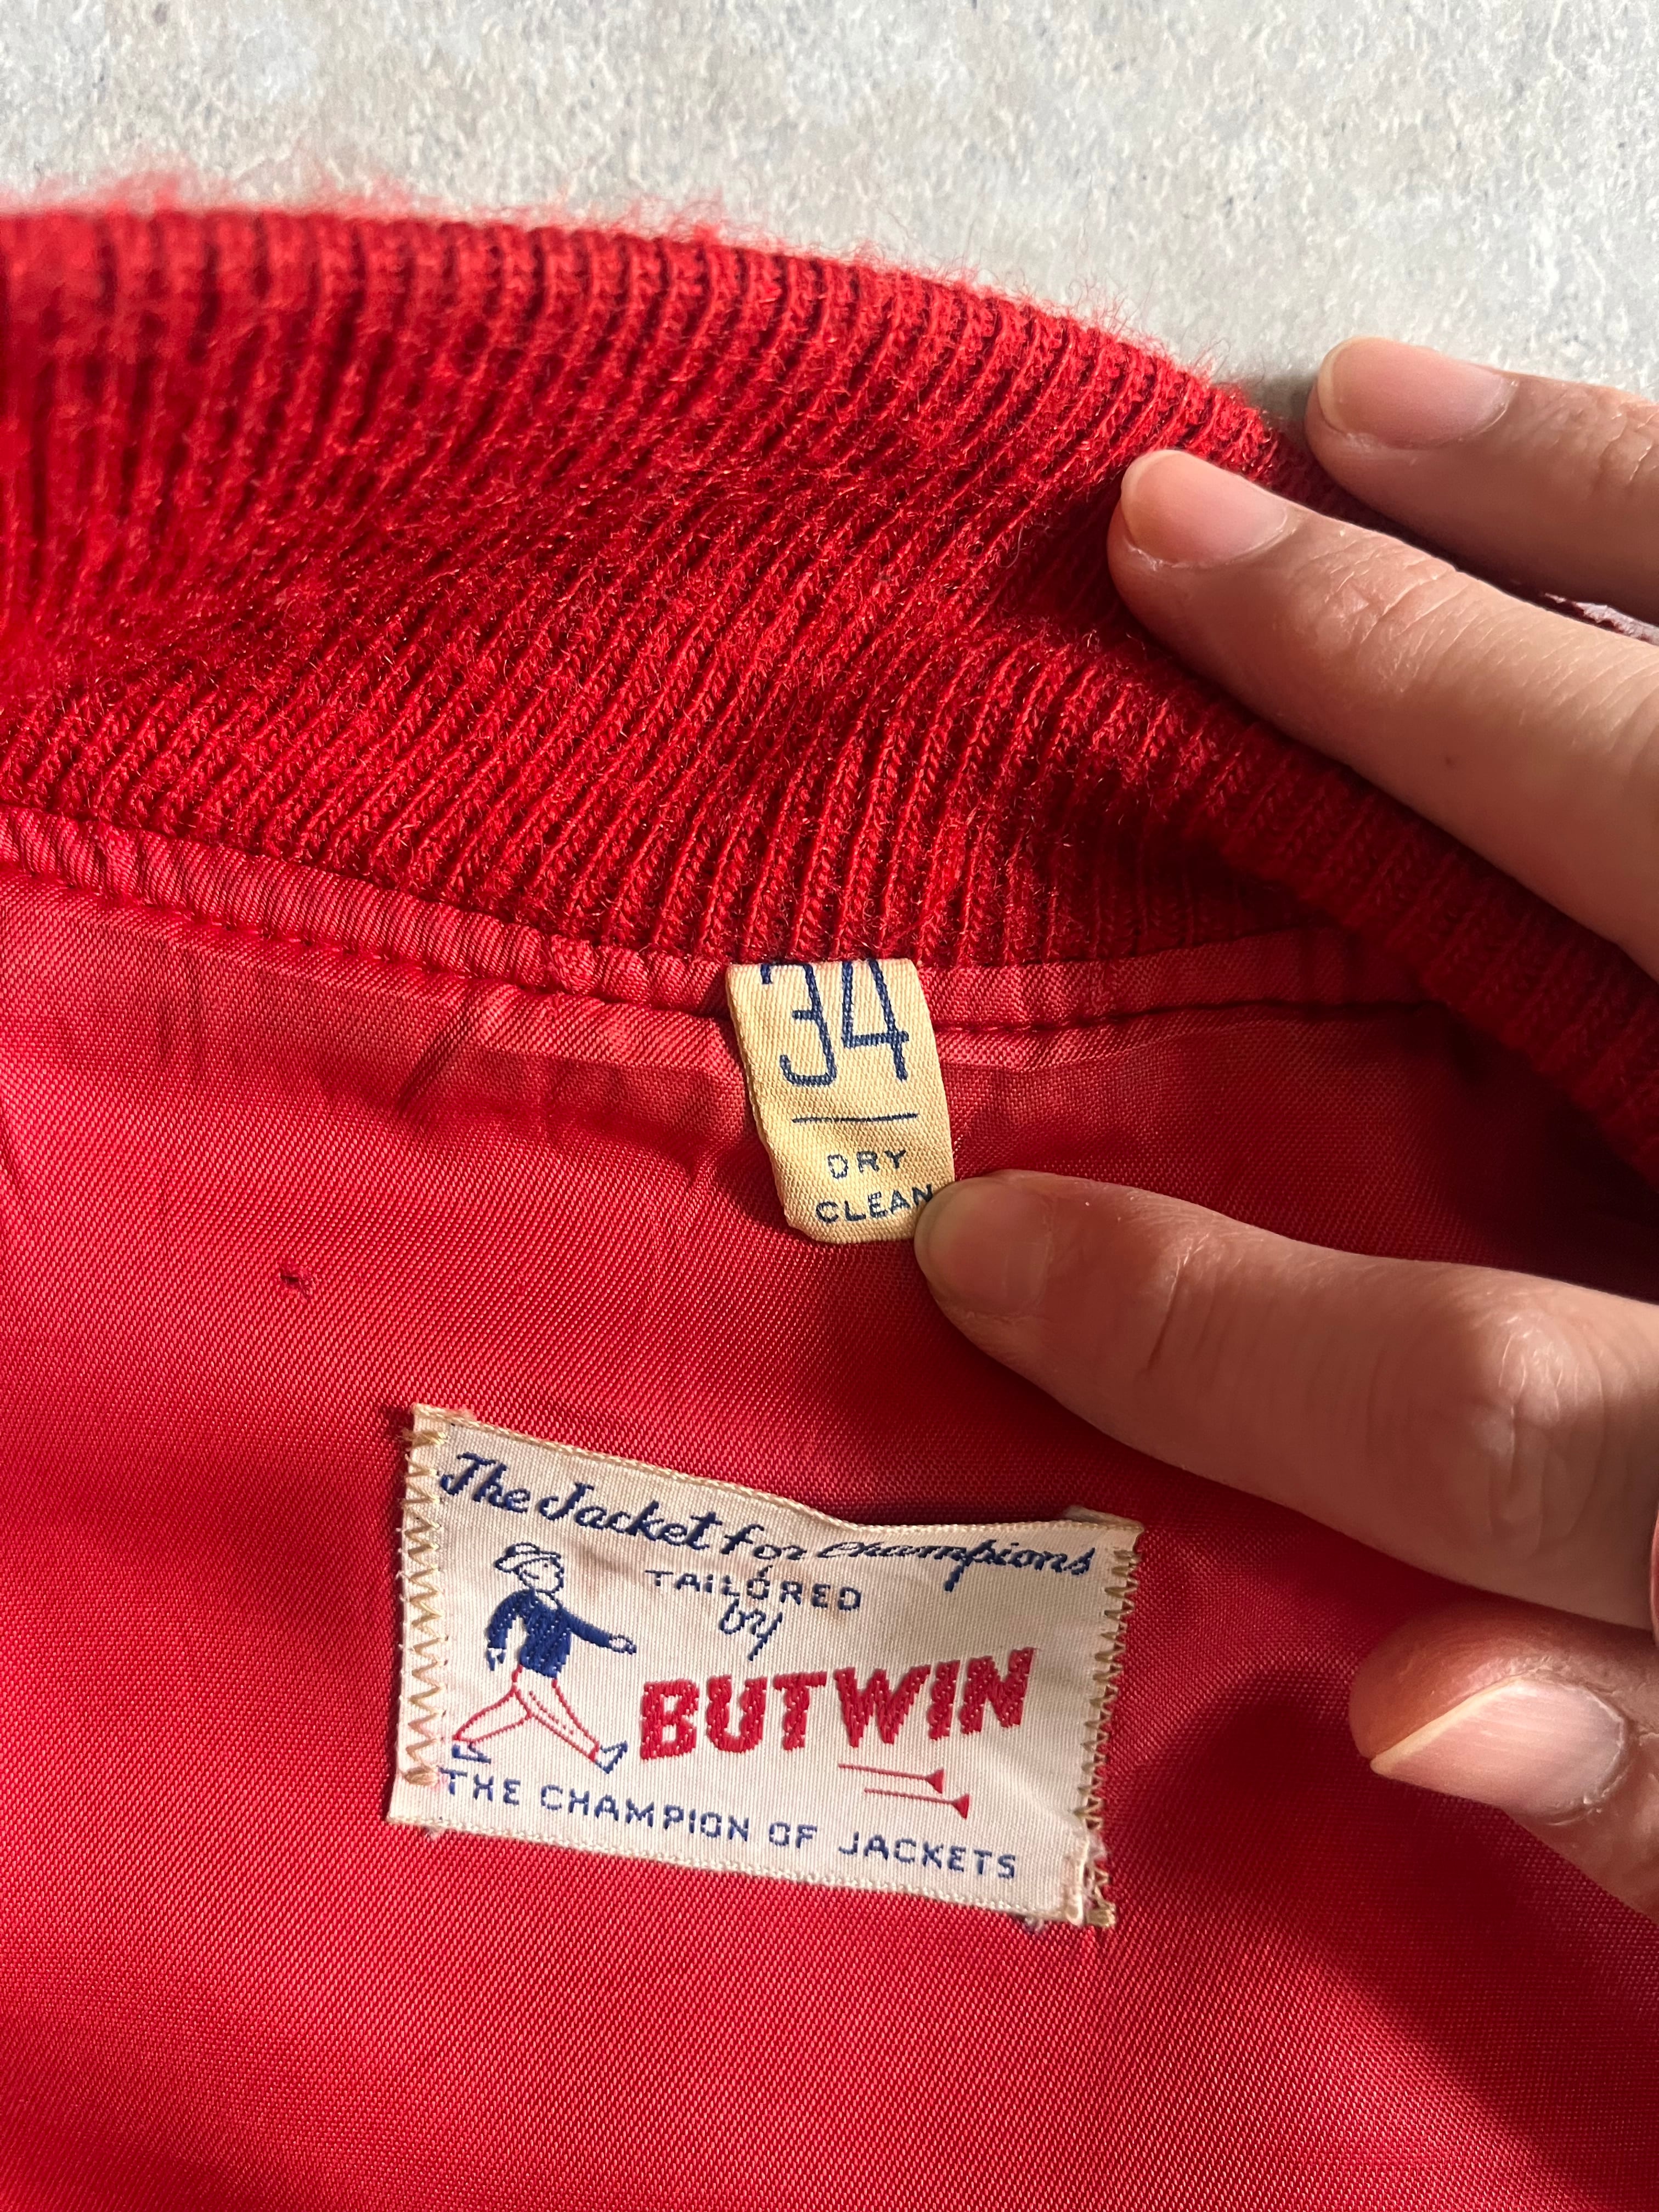 34
DRY
CLEAN
The Jacket for Champions
TAILORED
by
BUTWIN
THE CHAMPION OF JACKETS